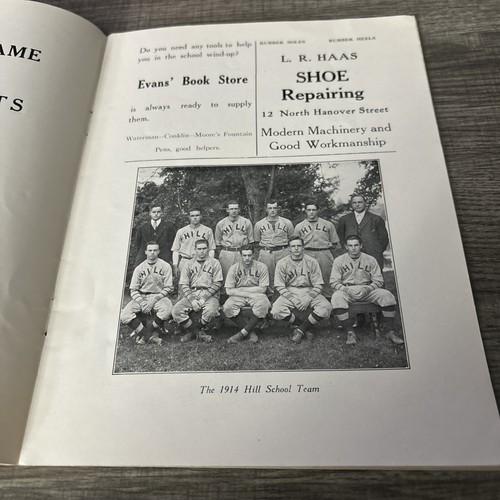 AME
TS
Do you need any tools to help
you in the school wind-up?
Evans' Book Store
is always ready to supply
them.
Waterman—Conklin—Moore's Fountain
Pens, good helpers.
RUBBER SOLES RUBBER HEELS
L. R. HAAS
SHOE
Repairing
12 North Hanover Street
Modern Machinery and
Good Workmanship
HILL
HILL
HILL
HILL
HILL
HILL
HILL
HILL
HILL
The 1914 Hill School Team